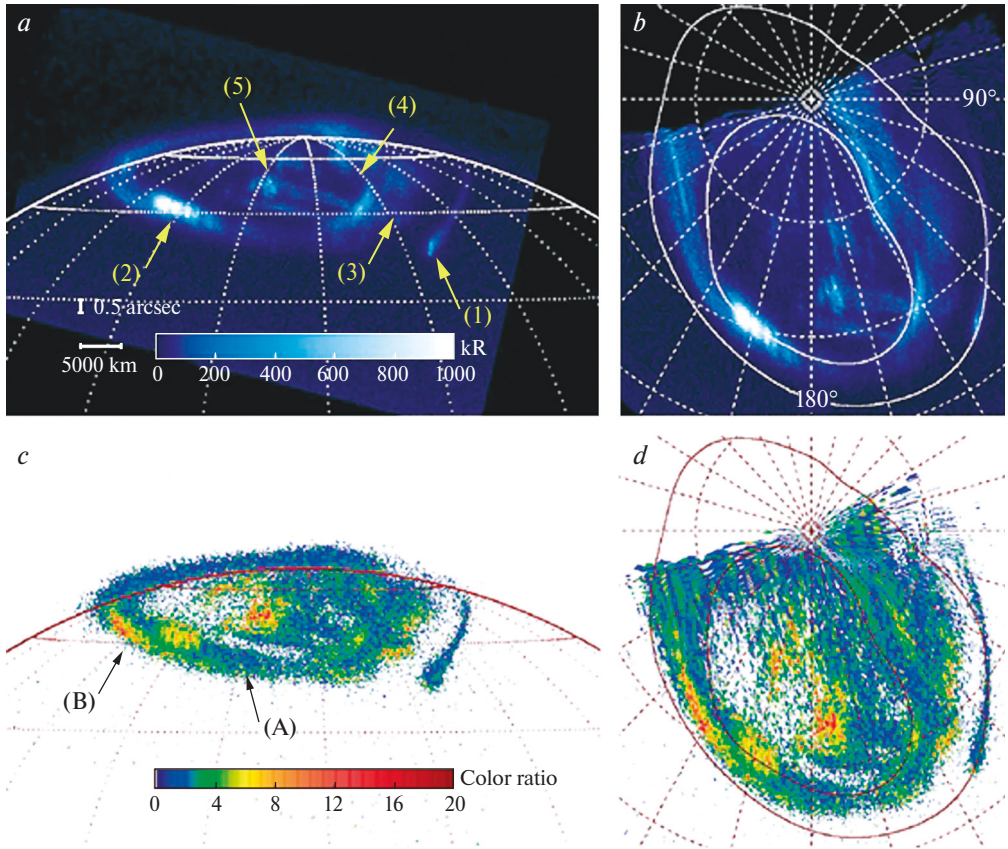 a
(5)
(4)
(2)
(3)
(1)
0.5 arcsec
5000 km
kR
0 200 400 600 800 1000
b
90°
180°
c
(B)
(A)
Color ratio
0 4 8 12 16 20
d